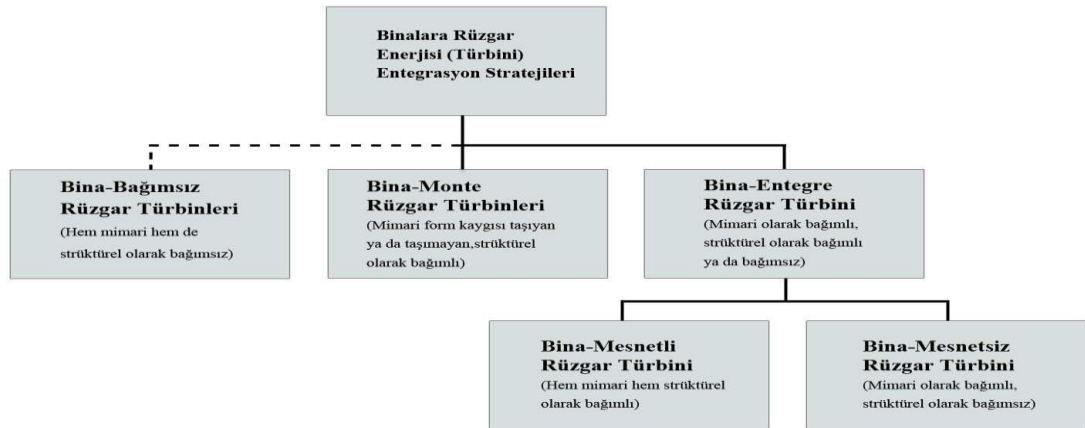 Binalara Rüzgar
Enerjisi (Türbini)
Entegrasyon Stratejileri
Bina-Bağımsız
Rüzgar Türbinleri
(Hem mimari hem de
strüktürel olarak bağımsız)
Bina-Monte
Rüzgar Türbinleri
(Mimari form kaygısı taşıyan
ya da taşımayan,strüktürel
olarak bağımlı)
Bina-Entegre
Rüzgar Türbini
(Mimari olarak bağımlı,
strüktürel olarak bağımlı
ya da bağımsız)
Bina-Mesnetli
Rüzgar Türbini
(Hem mimari hem strüktürel
olarak bağımlı)
Bina-Mesnetsiz
Rüzgar Türbini
(Mimari olarak bağımlı,
strüktürel olarak bağımsız)